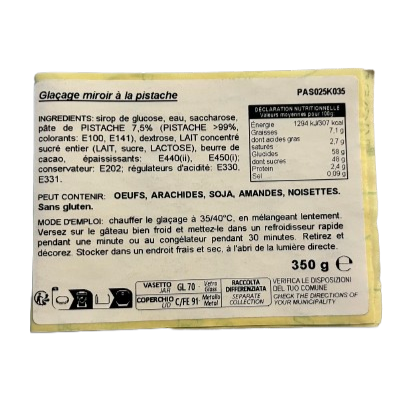 Glaçage miroir à la pistache
PAS025K035
INGREDIENTS: sirop de glucose, eau, saccharose,
pâte de PISTACHE 7,5% (PISTACHE >99%,
colorants: E100, E141), dextrose, LAIT concentré
sucré entier (LAIT, sucre, LACTOSE), beurre de
cacao, épaississants: E440(ii), E450(i);
conservateur: E202; régulateurs d'acidité: E330,
E331.
DÉCLARATION NUTRITIONNELLE
Valeurs moyennes pour 100g
Energie 1294 kJ/307 kcal
Graisses 7,1 g
dont acides gras 2,7 g
saturés
Glucides 58 g
dont sucres 48 g
Protein 2,4 g
Sel 0,09 g
PEUT CONTENIR: OEUFS, ARACHIDES, SOJA, AMANDES, NOISETTES.
Sans gluten.
MODE D'EMPLOI: chauffer le glaçage à 35/40°C, en mélangeant lentement.
Versez sur le gâteau bien froid et mettez-le dans un refroidisseur rapide
pendant une minute ou au congélateur pendant 30 minutes. Retirez et
décorez. Stocker dans un endroit frais et sec, à l'abri de la lumière directe.
350 g e
VASETTO
JAR
GL 70
Vetro
Glass
COPERCHIO
LID
C/FE 91
Metallo
Metal
RACCOLTA
DIFFERENZIATA
SEPARATE
COLLECTION
VERIFICA LE DISPOSIZIONI
DEL TUO COMUNE
CHECK THE DIRECTIONS OF
YOUR MUNICIPALITY